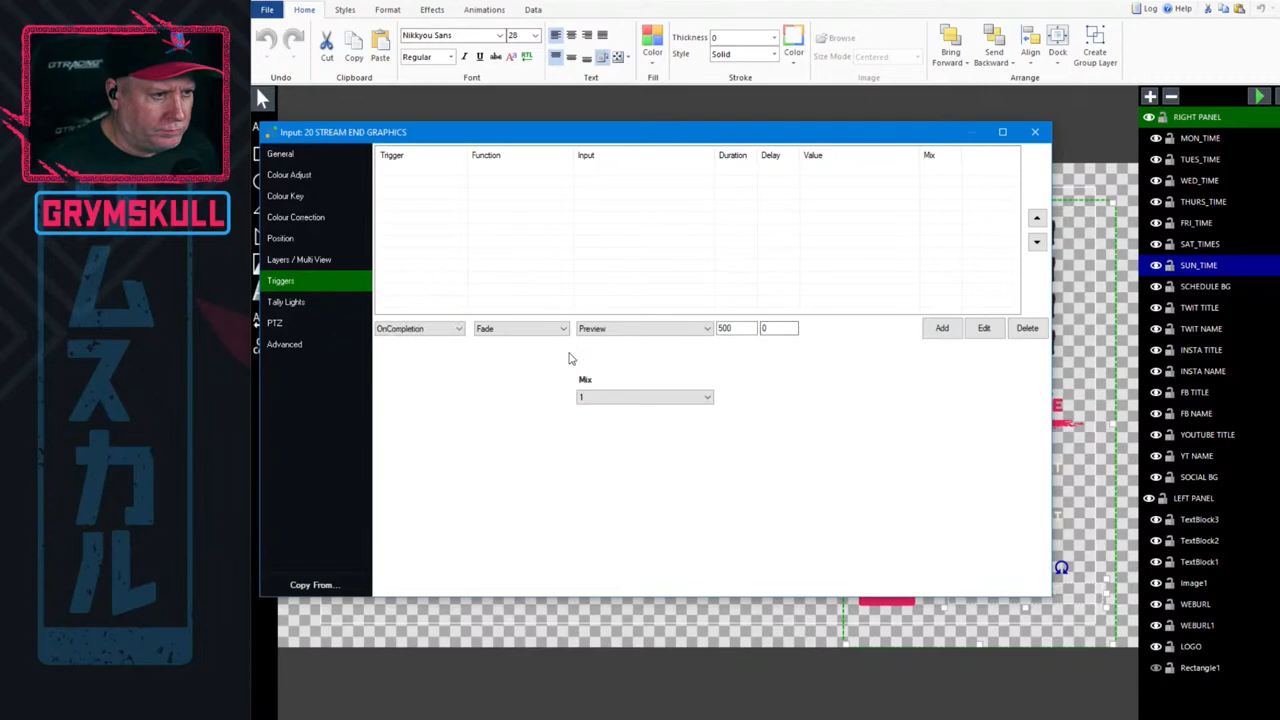 File Home Styles Format Effects Animations Data Log Help
Nikkyou Sans 28
Regular
Thickness 0
Style Solid
Browse
Size Mode Centered
Cut Copy Paste
Color
Color
Bring Forward
Send Backward
Align Dock
Create Group Layer
Undo Clipboard Font Text Fill Stroke Image Arrange
GTRACING
GRYMSKULL
ムスカル
Input: 20 STREAM END GRAPHICS
General
Colour Adjust
Colour Key
Colour Correction
Position
Layers / Multi View
Triggers
Tally Lights
PTZ
Advanced
Copy From...
Trigger Function Input Duration Delay Value Mix
OnCompletion Fade Preview 500 0 Add Edit Delete
Mix
1
RIGHT PANEL
MON_TIME
TUES_TIME
WED_TIME
THURS_TIME
FRI_TIME
SAT_TIMES
SUN_TIME
SCHEDULE BG
TWIT TITLE
TWIT NAME
INSTA TITLE
INSTA NAME
FB TITLE
FB NAME
YOUTUBE TITLE
YT NAME
SOCIAL BG
LEFT PANEL
TextBlock3
TextBlock2
TextBlock1
Image1
WEBURL
WEBURL1
LOGO
Rectangle1